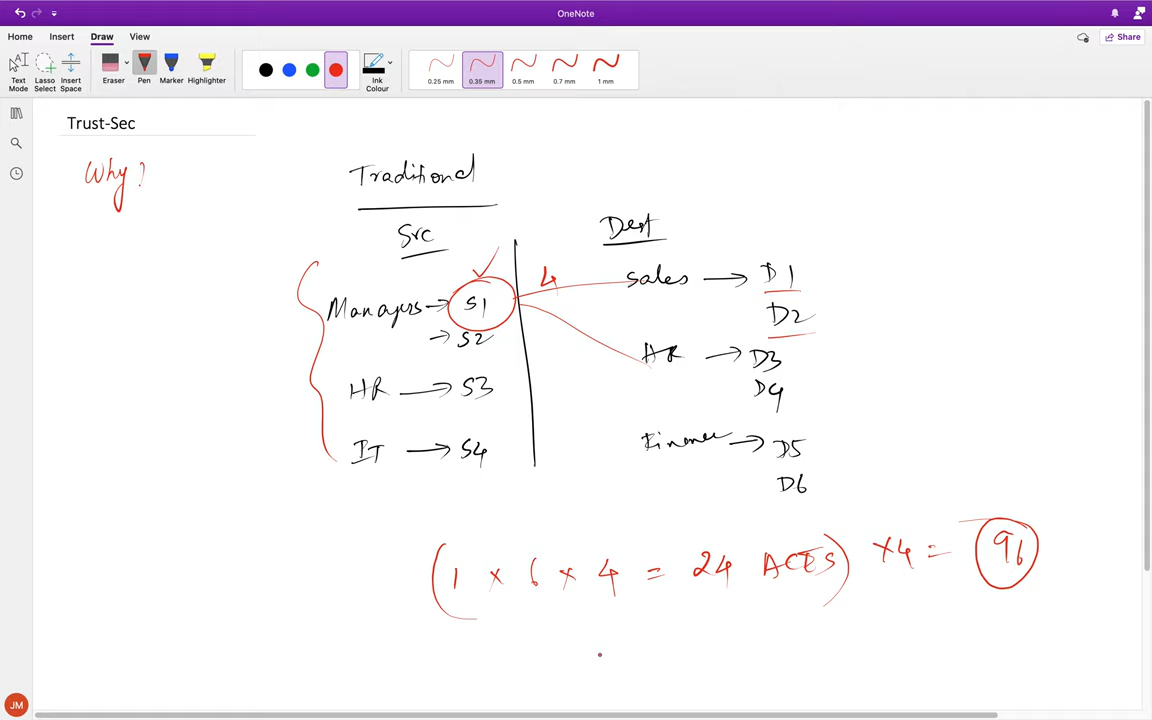 OneNote
Home Insert Draw View
Share
Text Mode
Lasso Select
Insert Space
Eraser
Pen
Marker
Highlighter
Ink Colour
0.25 mm
0.35 mm
0.5 mm
0.7 mm
1 mm
Trust-Sec
Why?
Traditional
Src
Dest
4
Sales → D1
D2
Managers → S1
→ S2
HR → D3
D4
HR → S3
IT → S4
Finance → D5
D6
(1 × 6 × 4 = 24 ACES) ×4 = 96
JM